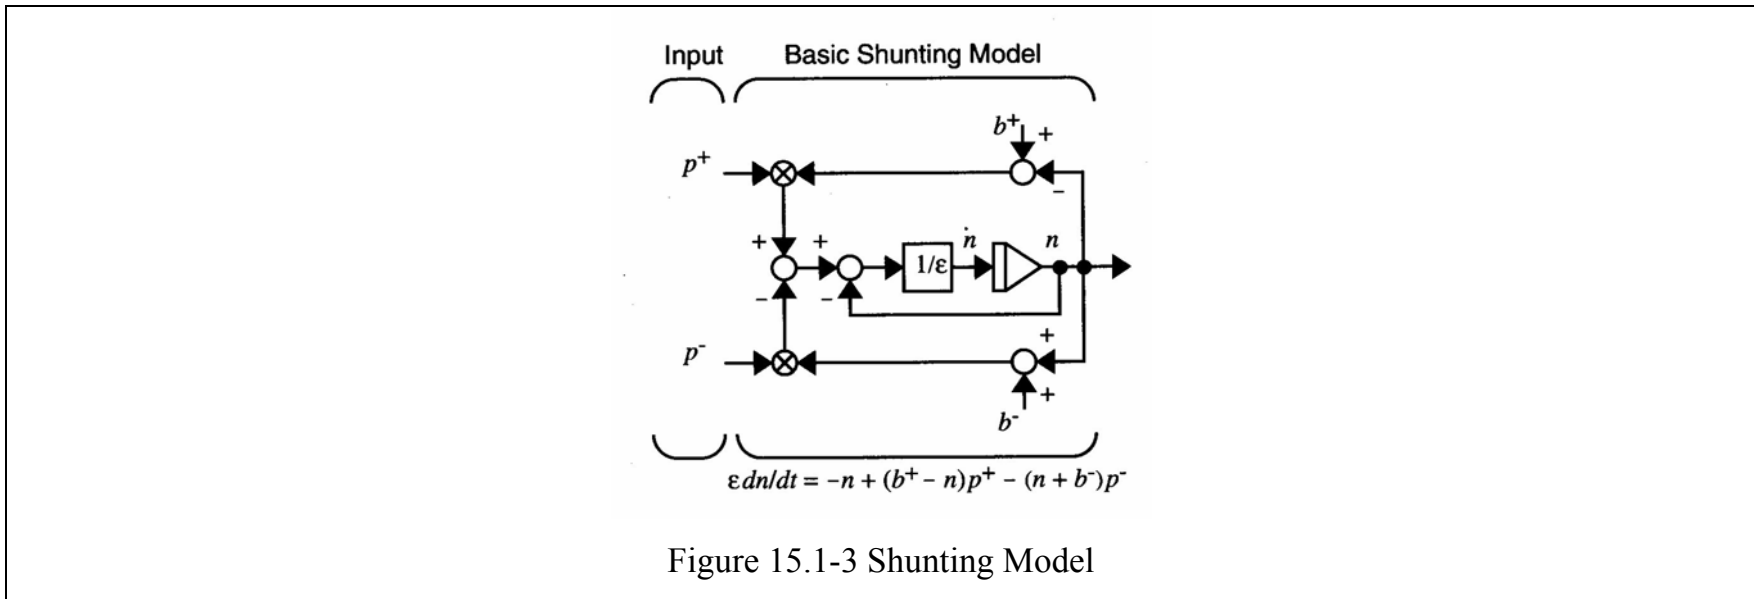 Input Basic Shunting Model
b⁺ +
p⁺
−
+ + ṅ n
1/ε
− −
+
p⁻
+
b⁻
ε dn/dt = −n + (b⁺ − n)p⁺ − (n + b⁻)p⁻
Figure 15.1-3 Shunting Model